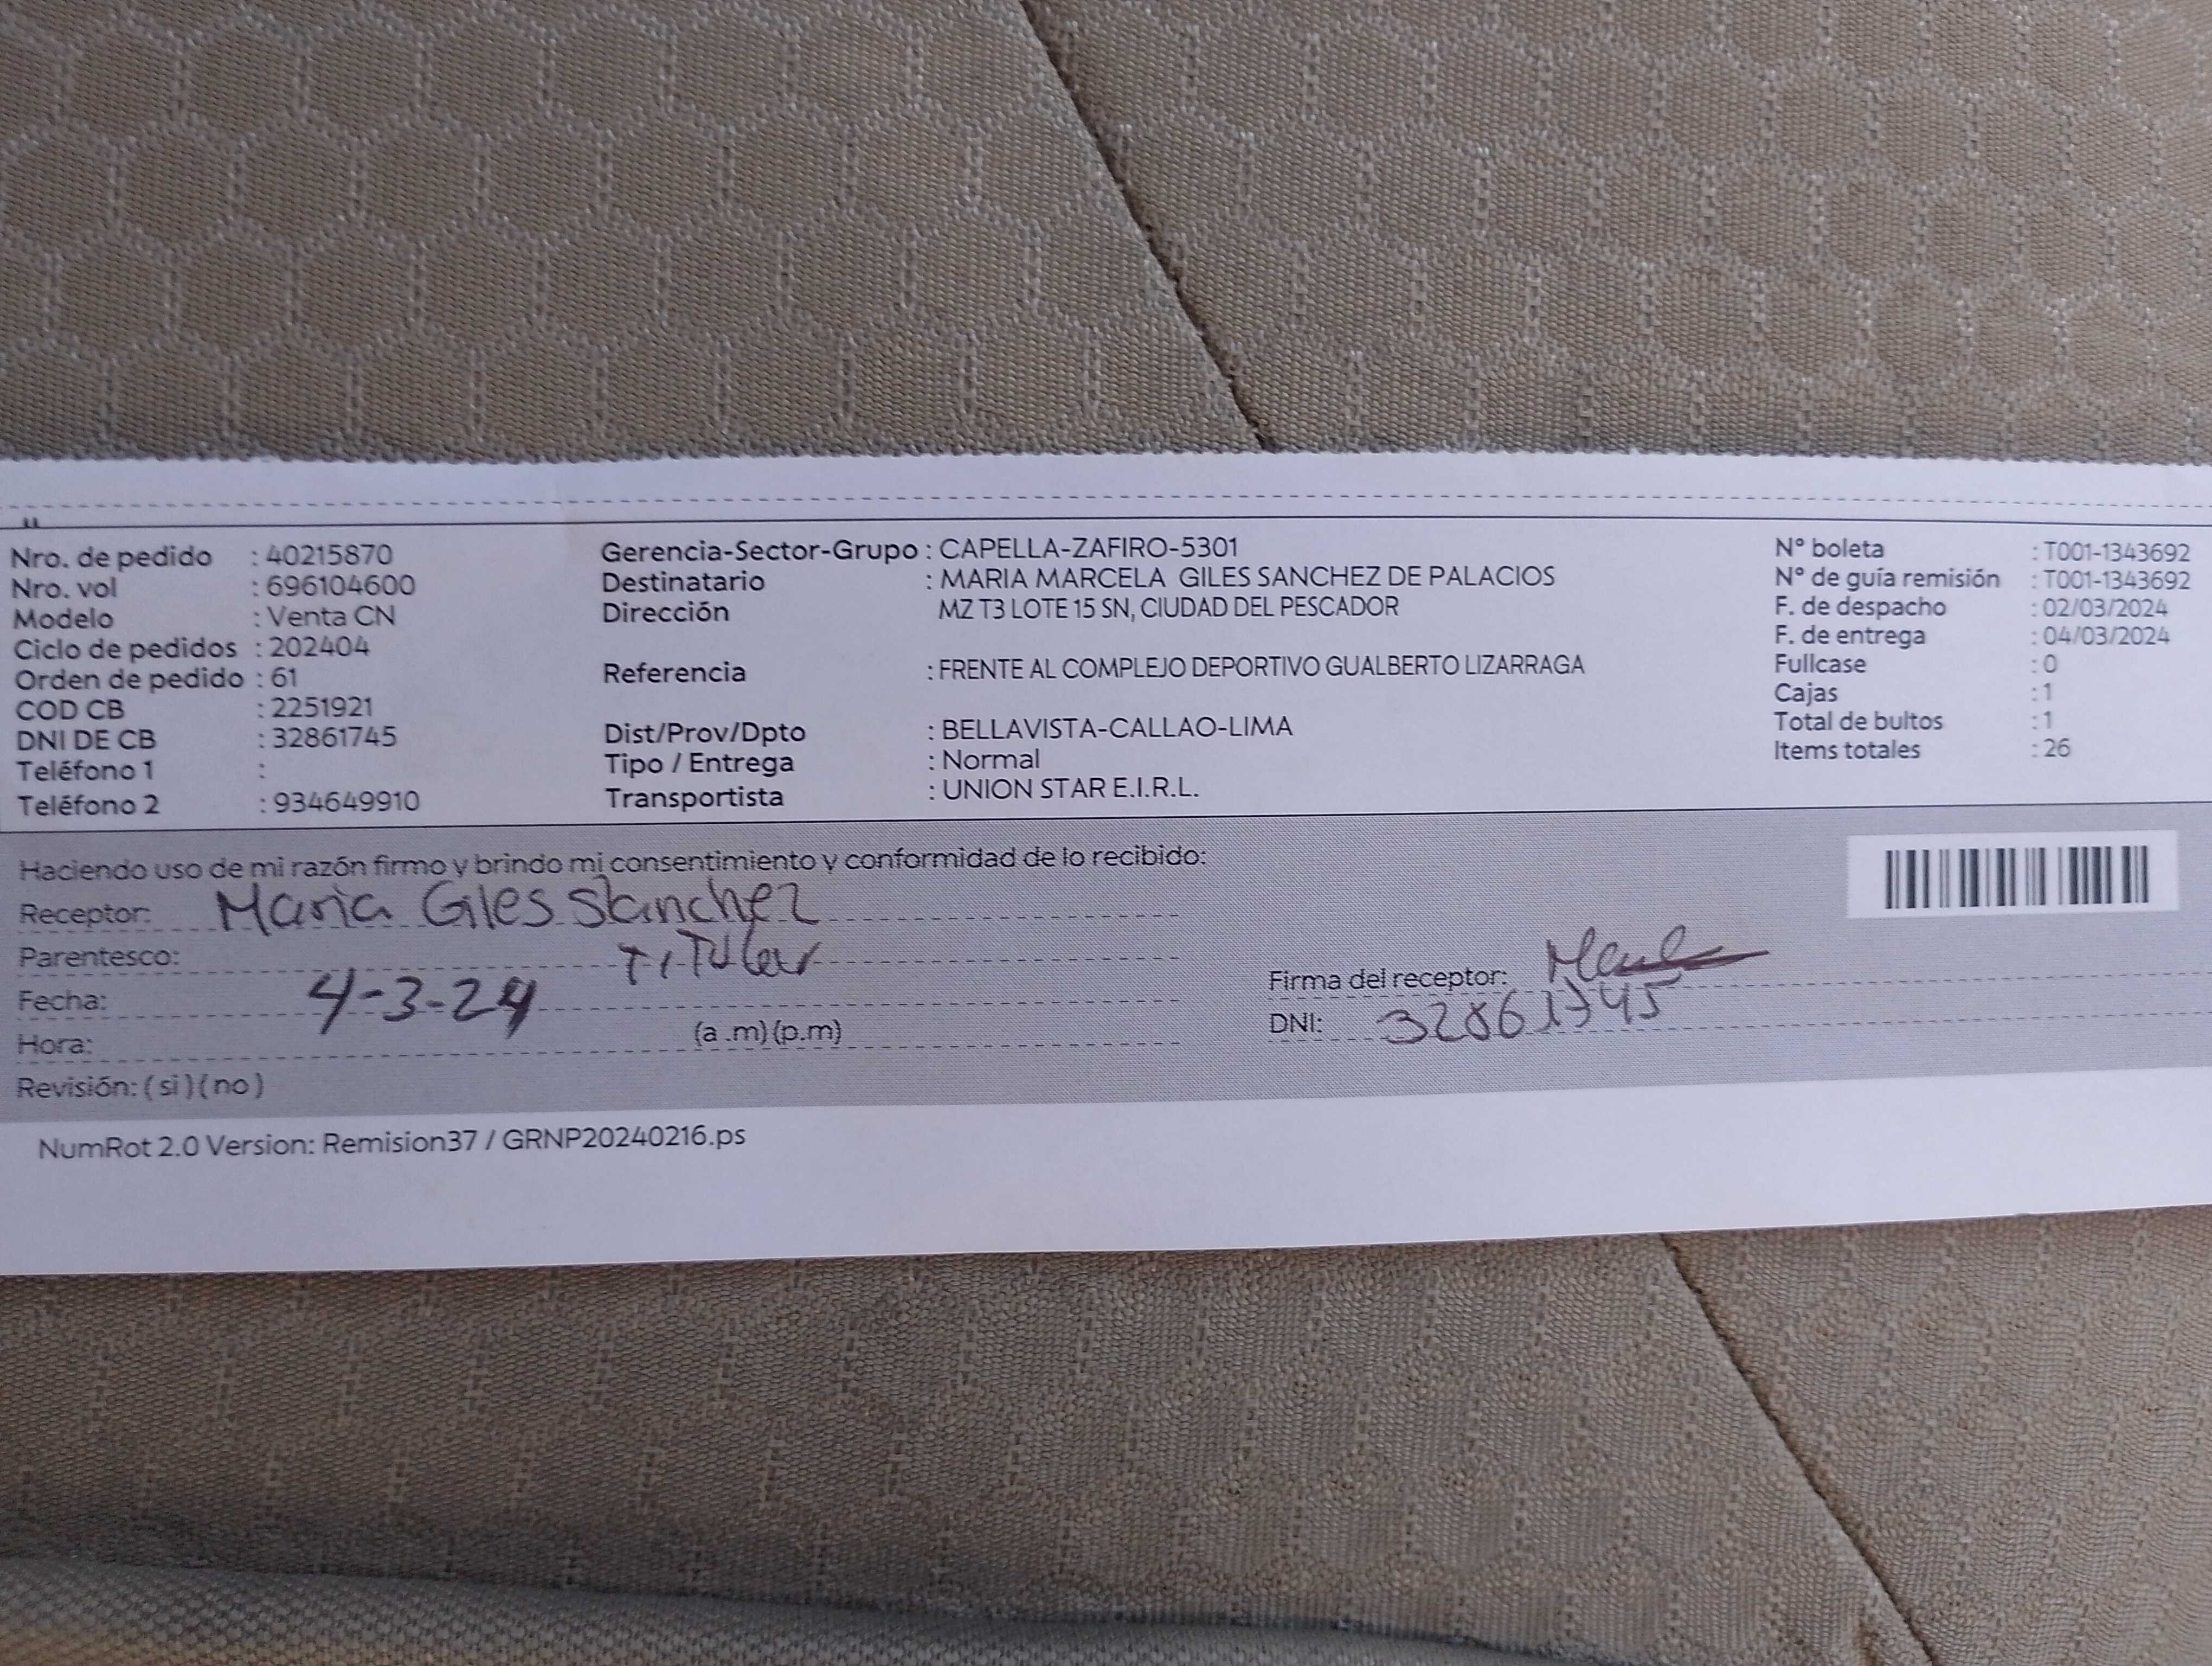 Nro. de pedido : 40215870
Nro. vol : 696104600
Modelo : Venta CN
Ciclo de pedidos : 202404
Orden de pedido : 61
COD CB : 2251921
DNI DE CB : 32861745
Teléfono 1 :
Teléfono 2 : 934649910
Gerencia-Sector-Grupo : CAPELLA-ZAFIRO-5301
Destinatario : MARIA MARCELA GILES SANCHEZ DE PALACIOS
Dirección MZ T3 LOTE 15 SN, CIUDAD DEL PESCADOR
Referencia : FRENTE AL COMPLEJO DEPORTIVO GUALBERTO LIZARRAGA
Dist/Prov/Dpto : BELLAVISTA-CALLAO-LIMA
Tipo / Entrega : Normal
Transportista : UNION STAR E.I.R.L.
N° boleta : T001-1343692
N° de guía remisión : T001-1343692
F. de despacho : 02/03/2024
F. de entrega : 04/03/2024
Fullcase : 0
Cajas : 1
Total de bultos : 1
Items totales : 26
Haciendo uso de mi razón firmo y brindo mi consentimiento y conformidad de lo recibido:
Receptor: Maria Giles Sanchez
Parentesco: Titular
Fecha: 4-3-24
Hora: (a .m) (p.m)
Revisión: ( si ) ( no )
Firma del receptor:
DNI: 32861745
NumRot 2.0 Version: Remision37 / GRNP20240216.ps